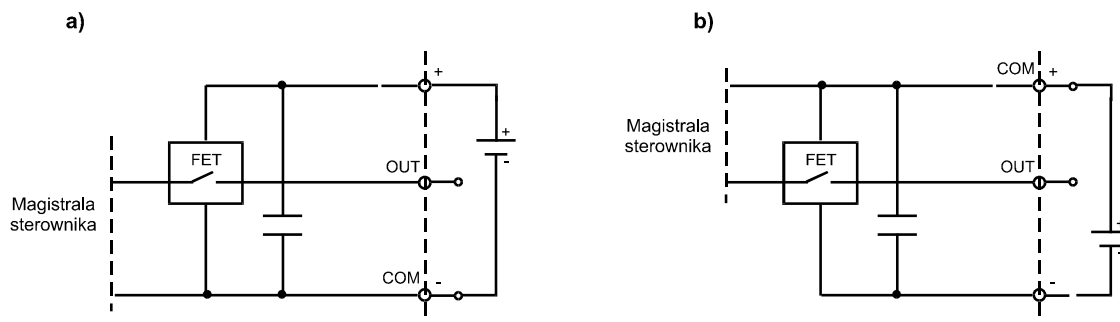 a)
+
FET
OUT
+
-
Magistrala
sterownika
COM
-
b)
COM
+
Magistrala
sterownika
FET
OUT
+
-
-